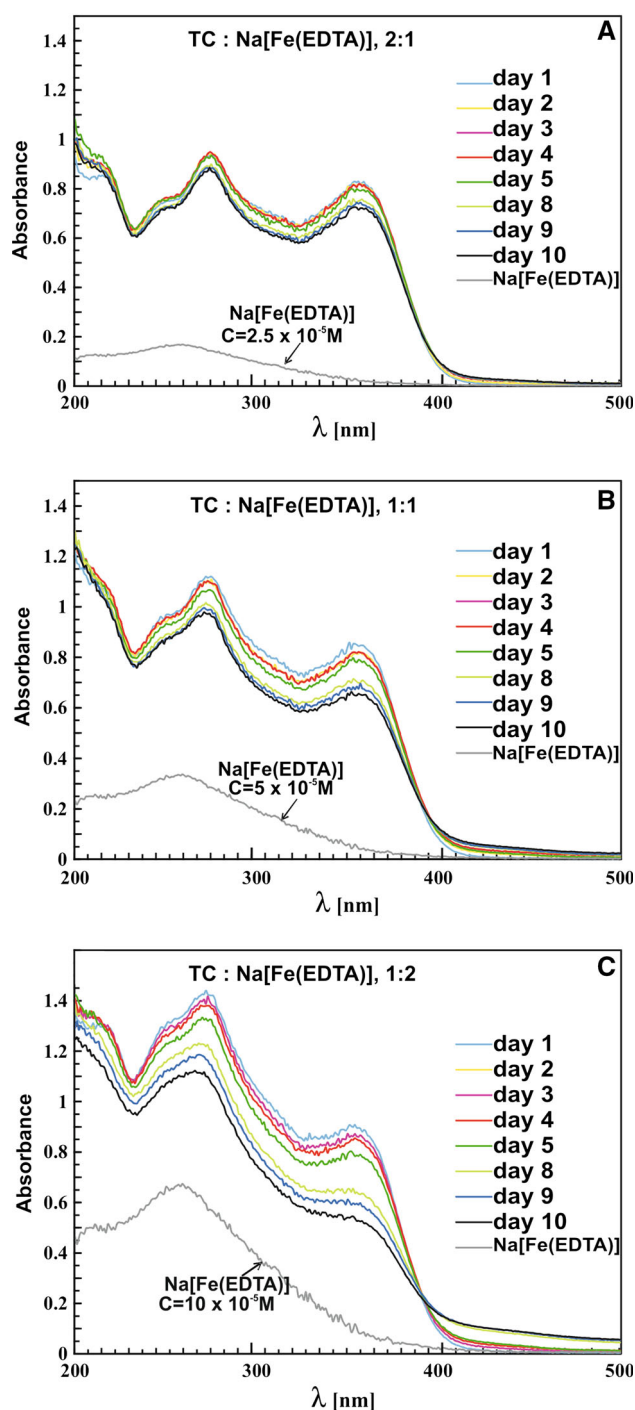 A
TC : Na[Fe(EDTA)], 2:1
1.4
1.2
1
0.8
0.6
0.4
0.2
0
Absorbance
day 1
day 2
day 3
day 4
day 5
day 8
day 9
day 10
Na[Fe(EDTA)]
Na[Fe(EDTA)]
C=2.5 x 10⁻⁵M
200
300
400
500
λ [nm]
B
TC : Na[Fe(EDTA)], 1:1
1.4
1.2
1
0.8
0.6
0.4
0.2
0
Absorbance
day 1
day 2
day 3
day 4
day 5
day 8
day 9
day 10
Na[Fe(EDTA)]
Na[Fe(EDTA)]
C=5 x 10⁻⁵M
200
300
400
500
λ [nm]
C
TC : Na[Fe(EDTA)], 1:2
1.4
1.2
1
0.8
0.6
0.4
0.2
0
Absorbance
day 1
day 2
day 3
day 4
day 5
day 8
day 9
day 10
Na[Fe(EDTA)]
Na[Fe(EDTA)]
C=10 x 10⁻⁵M
200
300
400
500
λ [nm]